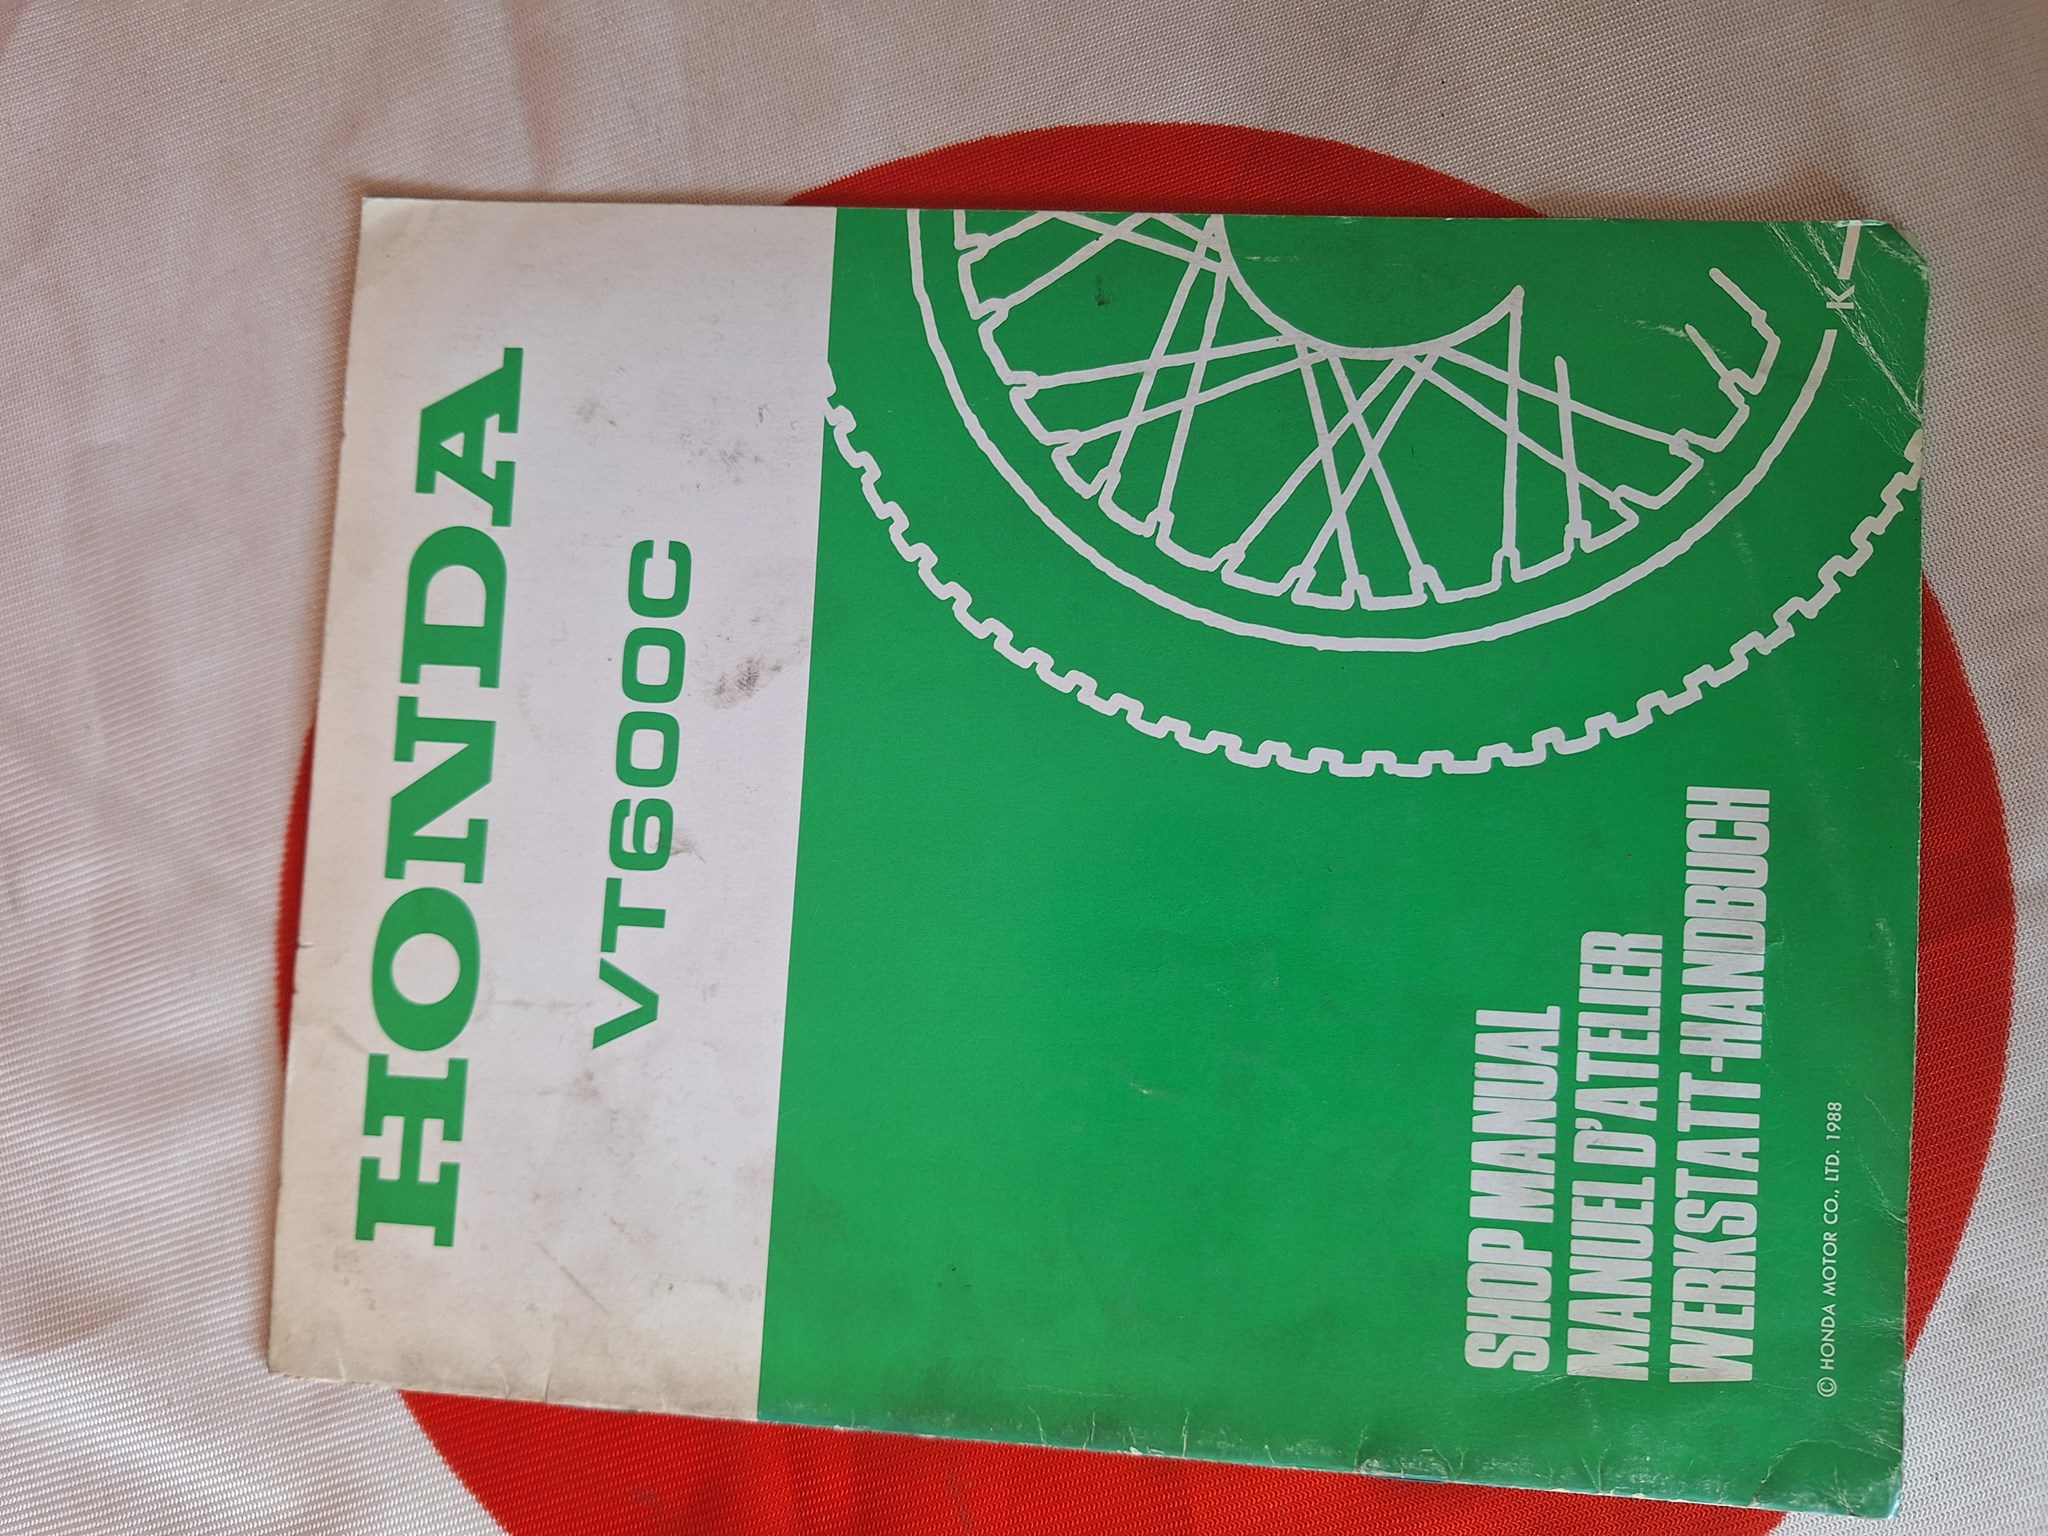 HONDA
VT600C
SHOP MANUAL
MANUEL D'ATELIER
WERKSTATT-HANDBUCH
© HONDA MOTOR CO., LTD. 1988
K